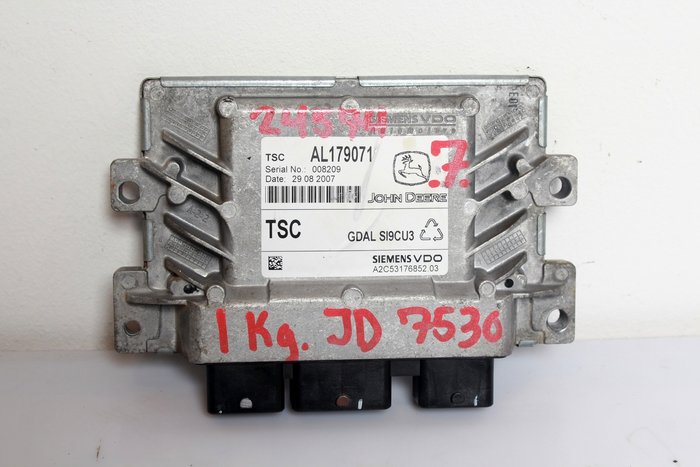 SIEMENS VDO
TSC AL179071
7
Serial No.: 008209
Date: 29 08 2007
JOHN DEERE
TSC GDAL SI9CU3
SIEMENS VDO
A2C53176852.03
1 Kg. JD 7530